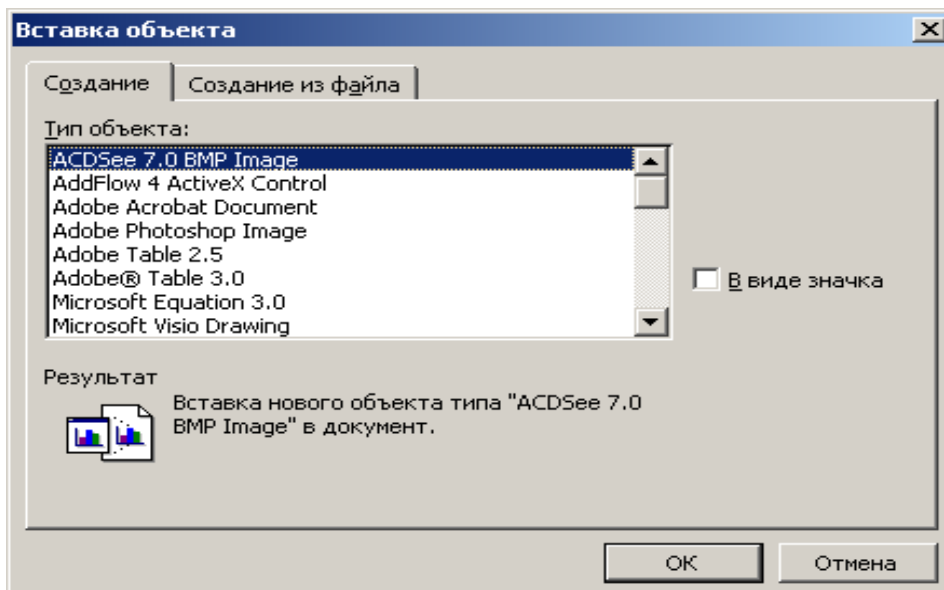 Вставка объекта
Создание
Создание из файла
Тип объекта:
ACDSee 7.0 BMP Image
AddFlow 4 ActiveX Control
Adobe Acrobat Document
Adobe Photoshop Image
Adobe Table 2.5
Adobe® Table 3.0
Microsoft Equation 3.0
Microsoft Visio Drawing
В виде значка
Результат
Вставка нового объекта типа "ACDSee 7.0
BMP Image" в документ.
ОК
Отмена